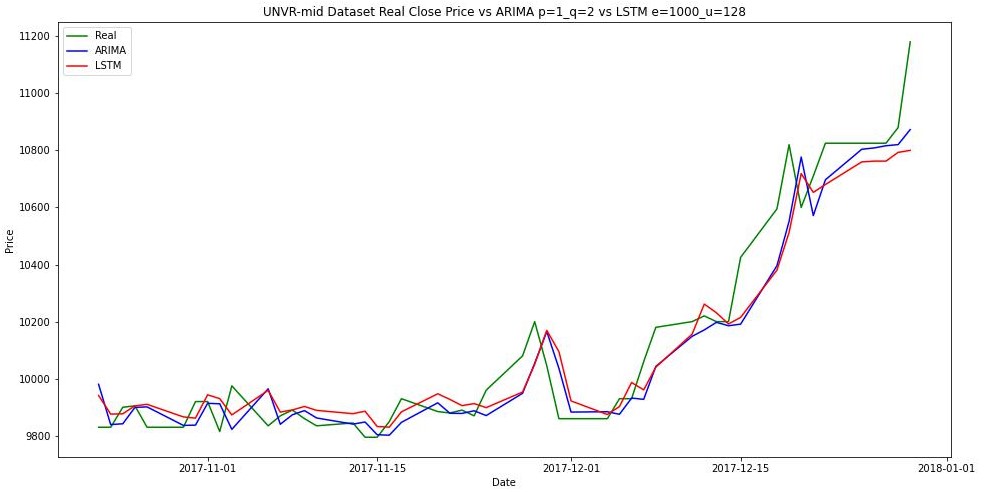 UNVR-mid Dataset Real Close Price vs ARIMA p=1_q=2 vs LSTM e=1000_u=128
Real
ARIMA
LSTM
11200
11000
10800
10600
10400
10200
10000
9800
Price
2017-11-01
2017-11-15
2017-12-01
2017-12-15
2018-01-01
Date